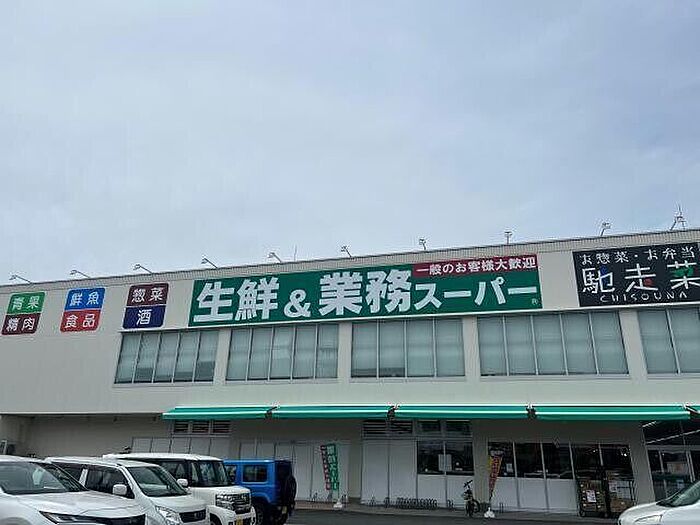 青果
精肉
鮮魚
食品
惣菜
酒
生鮮&業務スーパー
一般のお客様大歓迎
®
お惣菜・お弁当
馳走菜
CHISOUNA